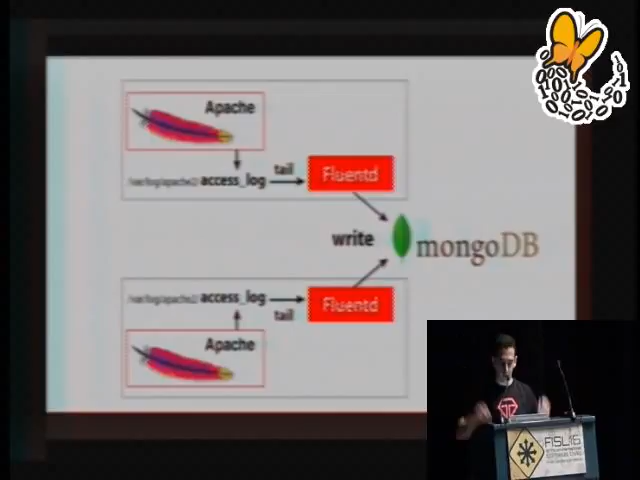 Apache
/var/log/apache2/ access_log
tail
Fluentd
write
mongoDB
/var/log/apache2/ access_log
tail
Fluentd
Apache
FISL16